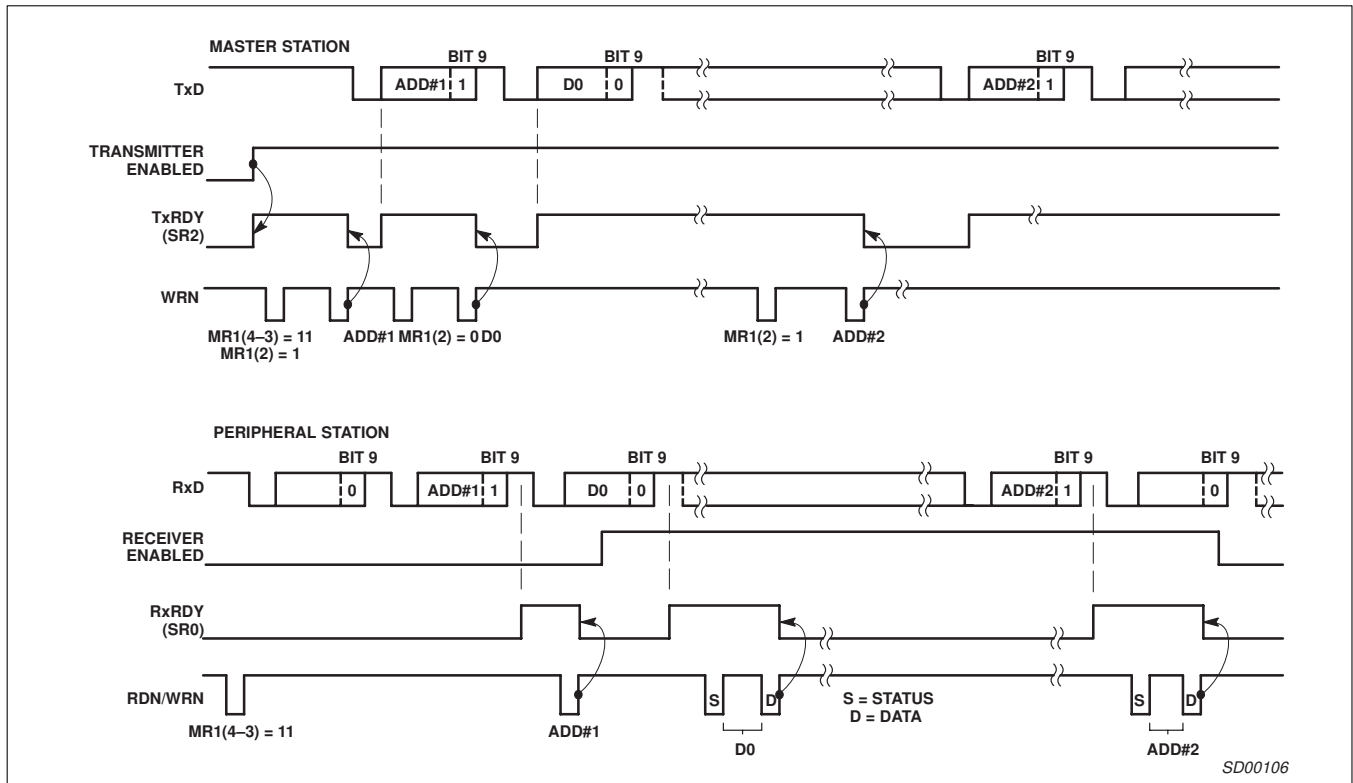 MASTER STATION
BIT 9 BIT 9 BIT 9
TxD ADD#1 1 D0 0 ADD#2 1
TRANSMITTER
ENABLED
TxRDY
(SR2)
WRN
MR1(4–3) = 11 ADD#1 MR1(2) = 0 D0 MR1(2) = 1 ADD#2
MR1(2) = 1
PERIPHERAL STATION
BIT 9 BIT 9 BIT 9 BIT 9 BIT 9
RxD 0 ADD#1 1 D0 0 ADD#2 1 0
RECEIVER
ENABLED
RxRDY
(SR0)
RDN/WRN S D S = STATUS S D
D = DATA
MR1(4–3) = 11 ADD#1 D0 ADD#2
SD00106